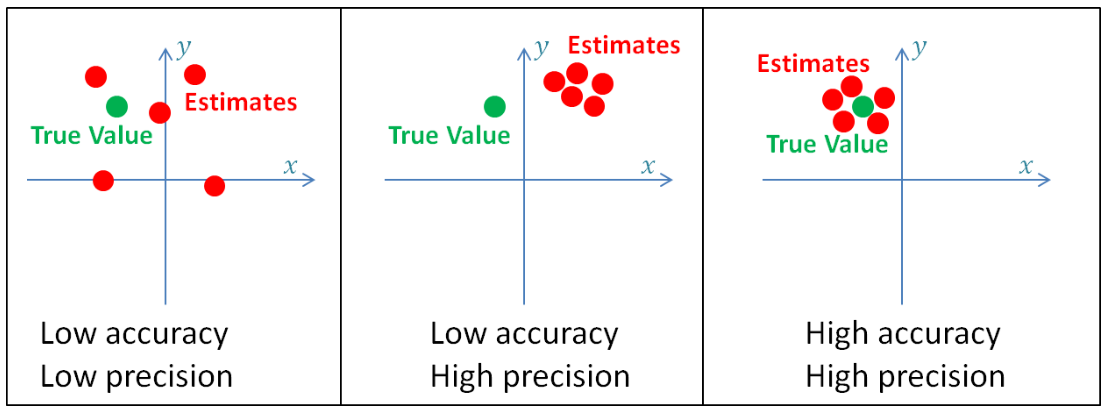 y
Estimates
True Value
x
Low accuracy
Low precision
y
Estimates
True Value
x
Low accuracy
High precision
y
Estimates
True Value
x
High accuracy
High precision